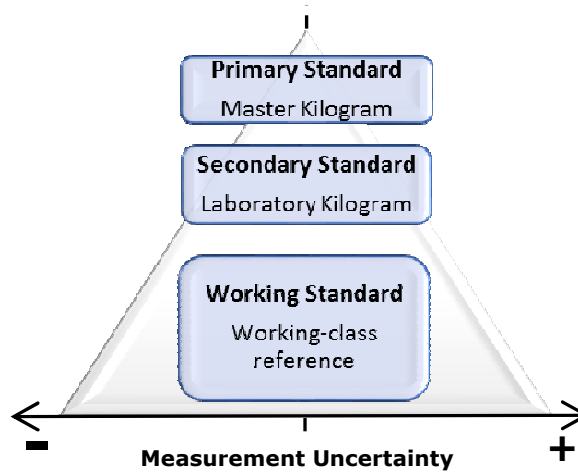 Primary Standard
Master Kilogram
Secondary Standard
Laboratory Kilogram
Working Standard
Working-class
reference
- +
Measurement Uncertainty